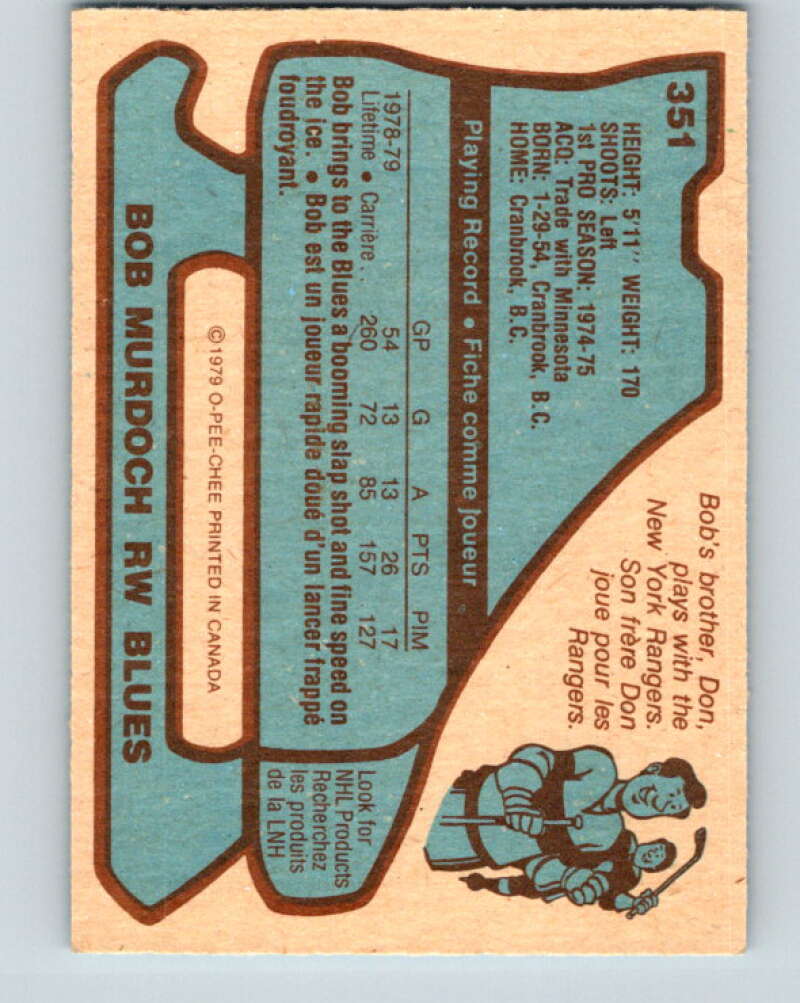 351
HEIGHT: 5'11" WEIGHT: 170
SHOOTS: Left
1st PRO SEASON: 1974-75
ACQ: Trade with Minnesota
BORN: 1-29-54, Cranbrook, B.C.
HOME: Cranbrook, B.C.
Bob's brother, Don,
plays with the
New York Rangers.
Son frère Don
joue pour les
Rangers.
Playing Record • Fiche comme joueur
GP G A PTS PIM
1978-79 54 13 13 26 17
Lifetime • Carrière .. 260 72 85 157 127
Bob brings to the Blues a booming slap shot and fine speed on
the ice. • Bob est un joueur rapide doué d'un lancer frappé
foudroyant.
Look for
NHL Products
Recherchez
les produits
de la LNH
©1979 O-PEE-CHEE PRINTED IN CANADA
BOB MURDOCH RW BLUES